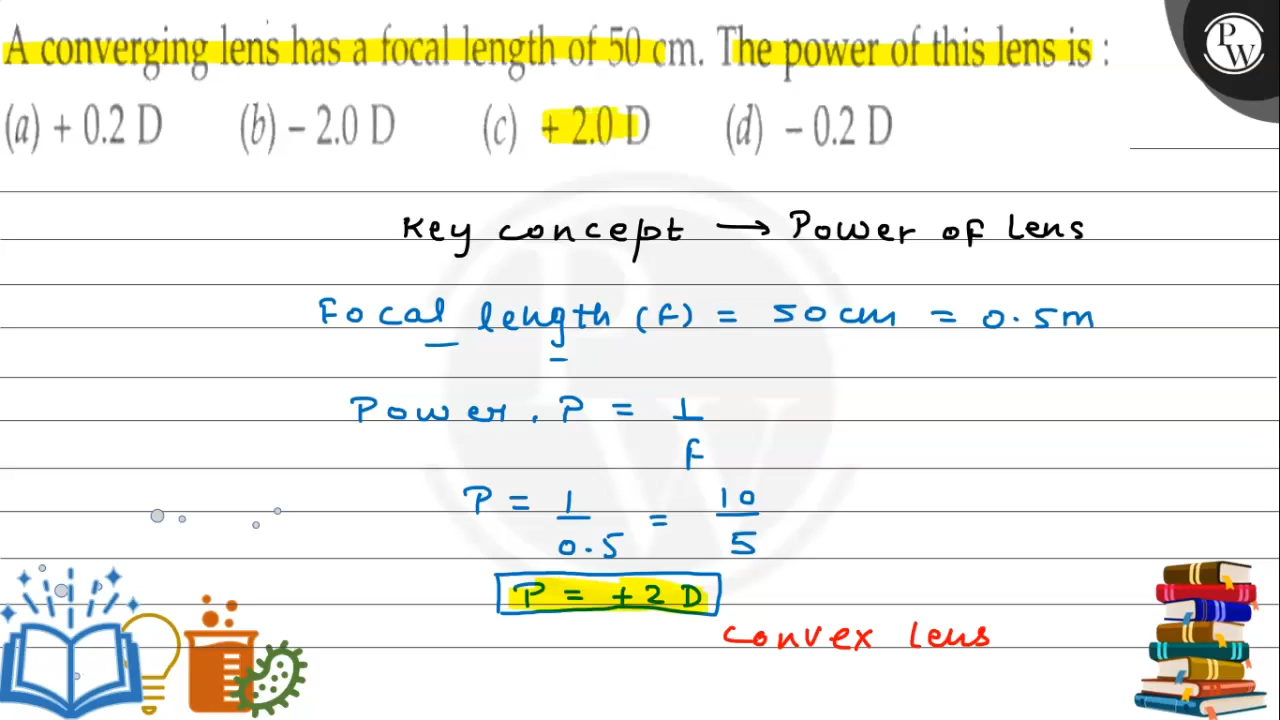 A converging lens has a focal length of 50 cm. The power of this lens is :
(a) + 0.2 D (b) – 2.0 D (c) + 2.0 D (d) – 0.2 D
Key concept → Power of lens
Focal length (f) = 50 cm = 0.5 m
Power, P = 1/f
P = 1/0.5 = 10/5
P = +2 D
convex lens
PW
PW